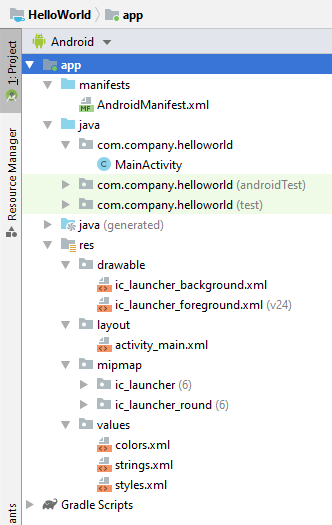 HelloWorld app
1: Project
Resource Manager
ants
Android
app
manifests
AndroidManifest.xml
java
com.company.helloworld
MainActivity
com.company.helloworld (androidTest)
com.company.helloworld (test)
java (generated)
res
drawable
ic_launcher_background.xml
ic_launcher_foreground.xml (v24)
layout
activity_main.xml
mipmap
ic_launcher (6)
ic_launcher_round (6)
values
colors.xml
strings.xml
styles.xml
Gradle Scripts